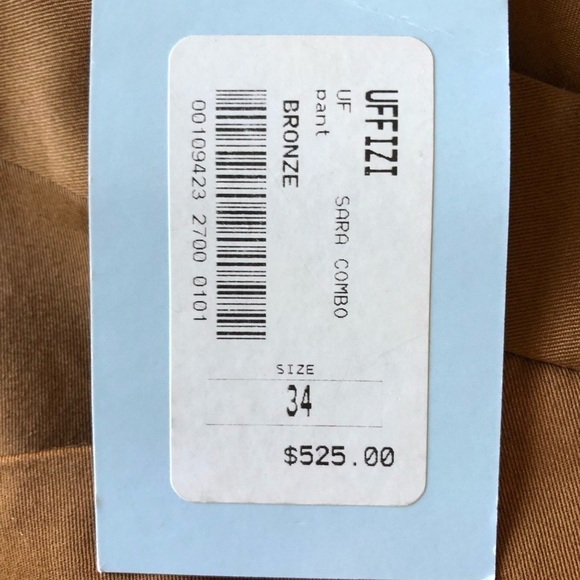 UFFIZI
UF SARA COMBO
pant
BRONZE
00109423 2700 0101
SIZE
34
$525.00